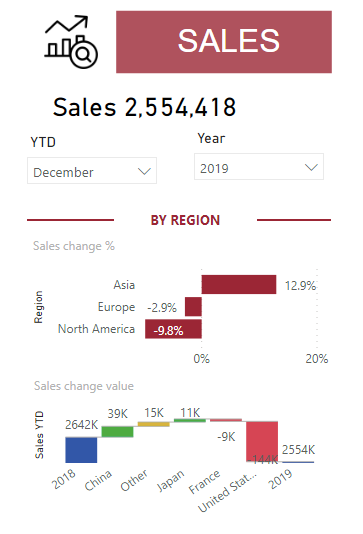 SALES
Sales 2,554,418
YTD
Year
December
2019
BY REGION
Sales change %
Region
Asia
12.9%
Europe
-2.9%
North America
-9.8%
0%
20%
Sales change value
Sales YTD
2642K
39K
15K
11K
-9K
-144K
2554K
2018
China
Other
Japan
France
United Stat...
2019